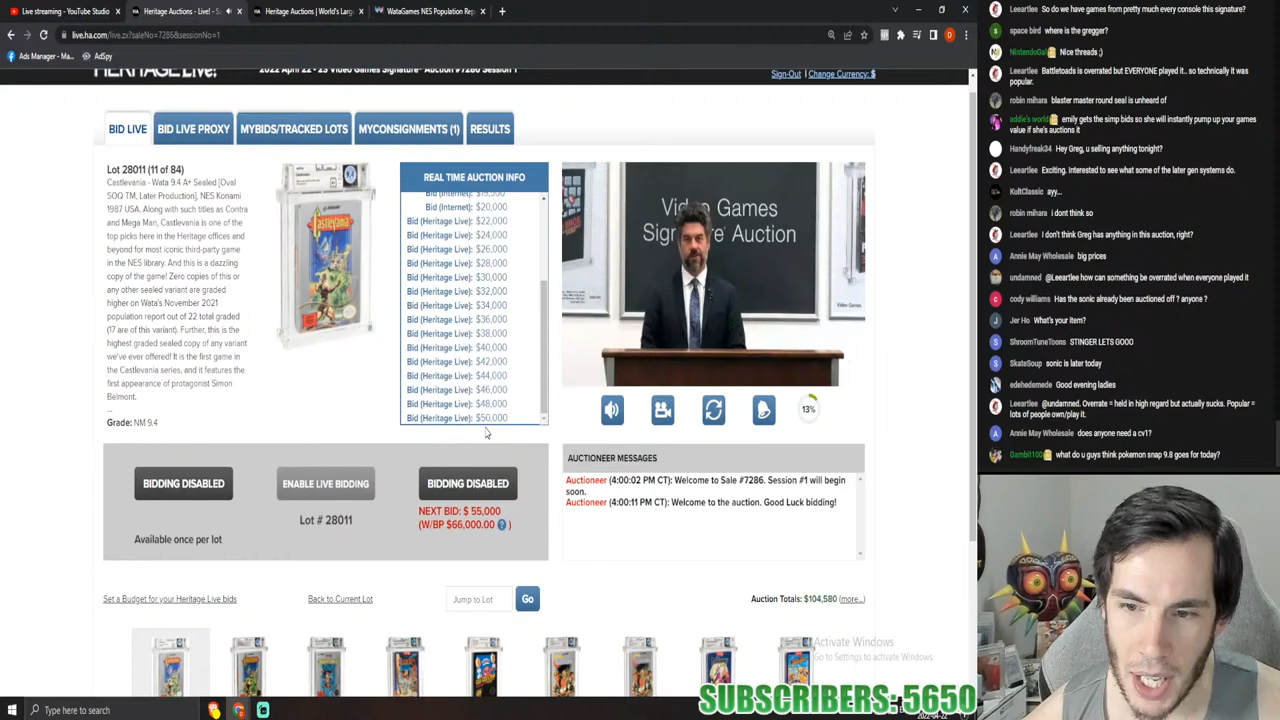 Live streaming - YouTube Studio
Heritage Auctions - Live! - S
Heritage Auctions | World's Larg
WataGames NES Population Rep
live.ha.com/live.zx?saleNo=7286&sessionNo=1
Ads Manager - Ma...
AdSpy
HERITAGE LIVE!
2022 April 22 - 23 Video Games Signature Auction #7286 Session 1
Sign-Out | Change Currency: $
BID LIVE
BID LIVE PROXY
MYBIDS/TRACKED LOTS
MYCONSIGNMENTS (1)
RESULTS
Lot 28011 (11 of 84)
Castlevania - Wata 9.4 A+ Sealed [Oval
SOQ TM, Later Production], NES Konami
1987 USA. Along with such titles as Contra
and Mega Man, Castlevania is one of the
top picks here in the Heritage offices and
beyond for most iconic third-party game
in the NES library. And this is a dazzling
copy of the game! Zero copies of this or
any other sealed variant are graded
higher on Wata's November 2021
population report out of 22 total graded
(17 are of this variant). Further, this is the
highest graded sealed copy of any variant
we've ever offered! It is the first game in
the Castlevania series, and it features the
first appearance of protagonist Simon
Belmont.
...
Grade: NM 9.4
Castlevania
REAL TIME AUCTION INFO
Bid (Internet): $19,500
Bid (Internet): $20,000
Bid (Heritage Live): $22,000
Bid (Heritage Live): $24,000
Bid (Heritage Live): $26,000
Bid (Heritage Live): $28,000
Bid (Heritage Live): $30,000
Bid (Heritage Live): $32,000
Bid (Heritage Live): $34,000
Bid (Heritage Live): $36,000
Bid (Heritage Live): $38,000
Bid (Heritage Live): $40,000
Bid (Heritage Live): $42,000
Bid (Heritage Live): $44,000
Bid (Heritage Live): $46,000
Bid (Heritage Live): $48,000
Bid (Heritage Live): $50,000
Video Games
Signature Auction
Video Games
13%
BIDDING DISABLED
ENABLE LIVE BIDDING
BIDDING DISABLED
Lot # 28011
NEXT BID: $ 55,000
(W/BP $66,000.00 ? )
Available once per lot
AUCTIONEER MESSAGES
Auctioneer (4:00:02 PM CT): Welcome to Sale #7286. Session #1 will begin
soon.
Auctioneer (4:00:11 PM CT): Welcome to the auction. Good Luck bidding!
Set a Budget for your Heritage Live bids
Back to Current Lot
Jump to Lot
Go
Auction Totals: $104,580 (more...)
Activate Windows
Go to Settings to activate Windows
Type here to search
2022-04-22
SUBSCRIBERS: 5650
Leeartlee So do we have games from pretty much every console this signature?
space bird where is the gregger?
NintendoGal Nice threads ;)
Leeartlee Battletoads is overrated but EVERYONE played it.. so technically it was
popular.
robin mihara blaster master round seal is unheard of
addie's world emily gets the simp bids so she will instantly pump up your games
value if she's auctions it
Handyfreak34 Hey Greg, u selling anything tonight?
Leeartlee Exciting. Interested to see what some of the later gen systems do.
KultClassic ayy...
robin mihara i dont think so
Leeartlee I don't think Greg has anything in this auction, right?
Annie May Wholesale big prices
undamned @Leeartlee how can something be overrated when everyone played it
cody williams Has the sonic already been auctioned off ? anyone ?
Jer Ho What's your item?
ShroomTuneToons STINGER LETS GOOO
SkateSoup sonic is later today
edehedemede Good evening ladies
Leeartlee @undamned. Overrate = held in high regard but actually sucks. Popular =
lots of people own/play it.
Annie May Wholesale does anyone need a cv1?
Gambit100 what do u guys think pokemon snap 9.8 goes for today?